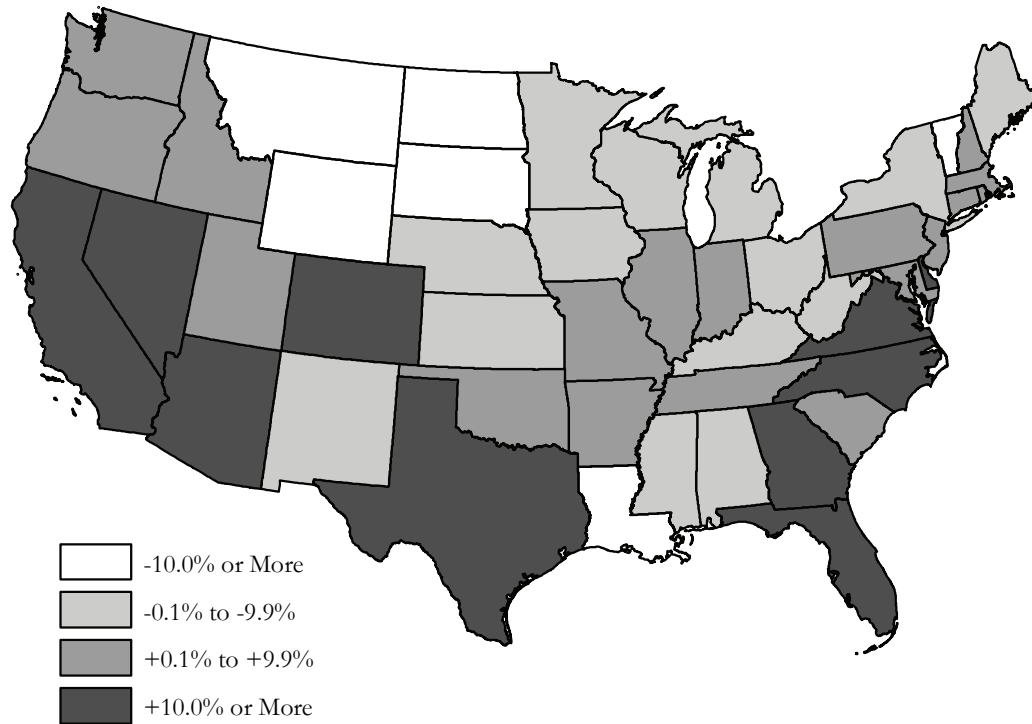 -10.0% or More
-0.1% to -9.9%
+0.1% to +9.9%
+10.0% or More